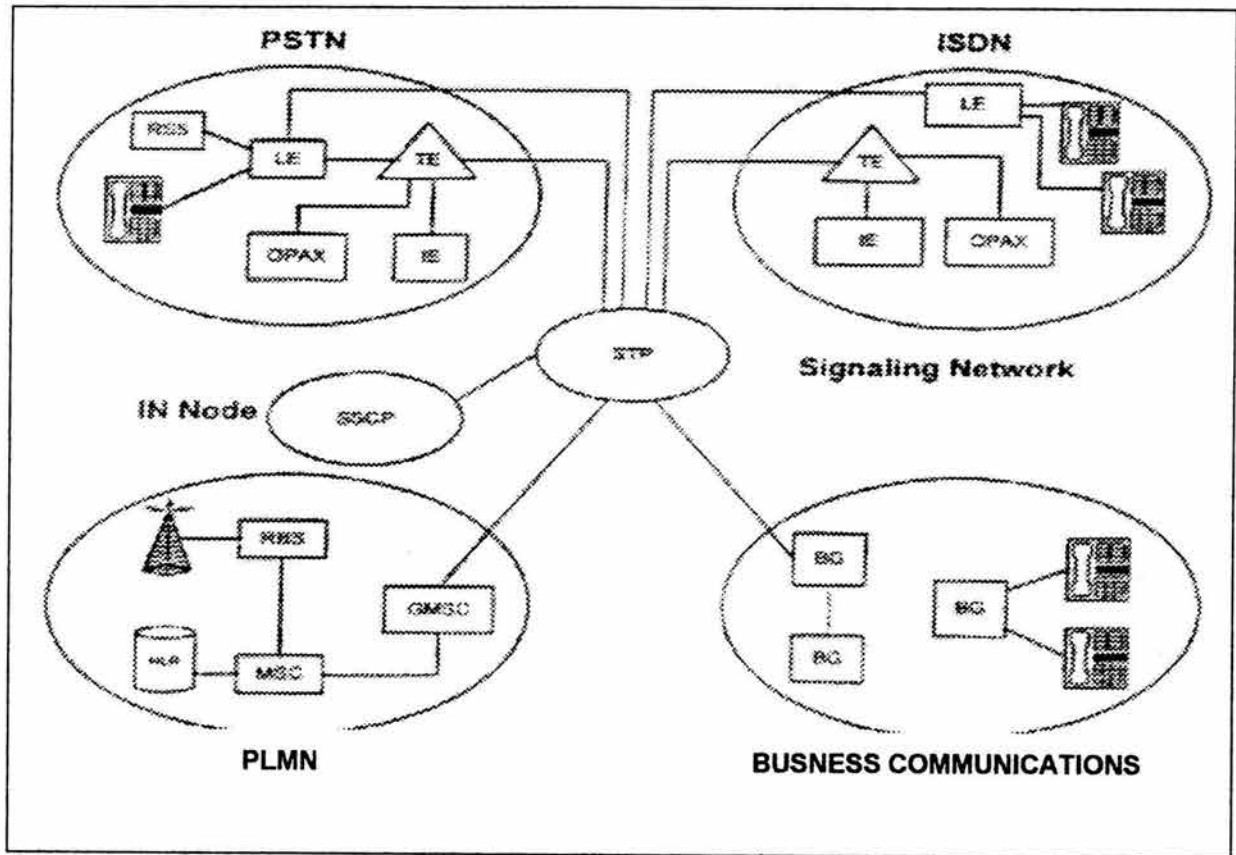 PSTN
ISDN
RSS
LE
TE
OPAX
IE
LE
TE
IE
OPAX
STP
Signaling Network
IN Node
SSCP
RBS
GMSC
HLR
MSC
BG
BG
BG
PLMN
BUSNESS COMMUNICATIONS